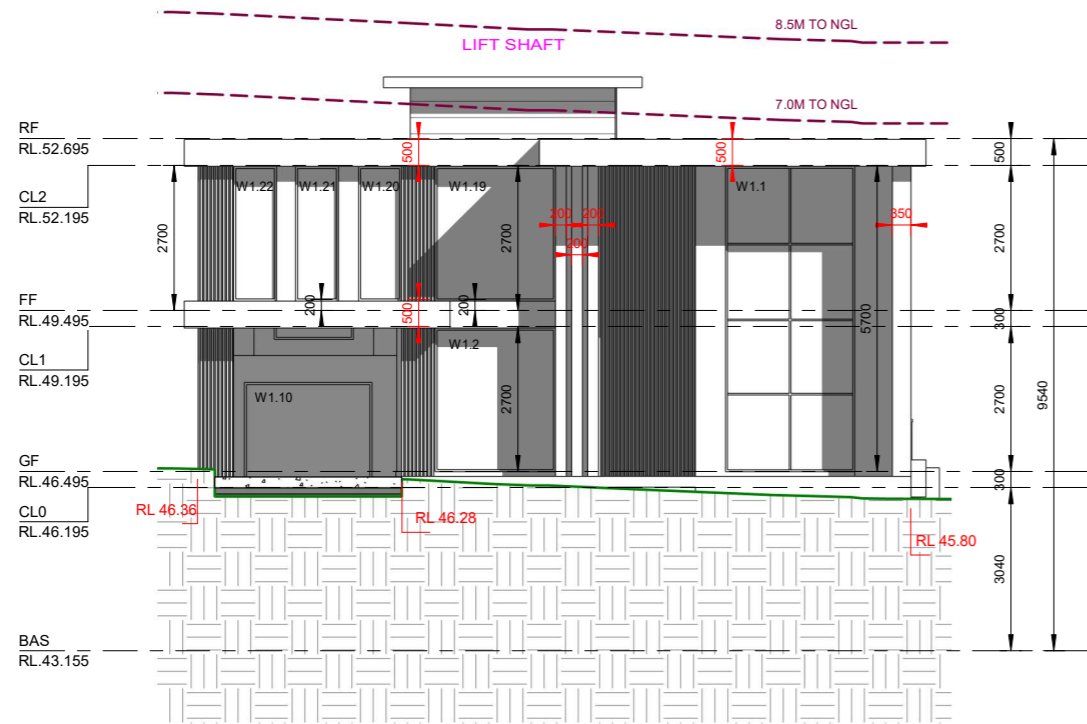 8.5M TO NGL
LIFT SHAFT
7.0M TO NGL
RF
RL.52.695
500
500
500
CL2
RL.52.195
W1.22
W1.21
W1.20
W1.19
W1.1
2700
2700
200
200
200
350
2700
FF
RL.49.495
200
500
200
300
5700
CL1
RL.49.195
W1.2
W1.10
2700
2700
9540
GF
RL.46.495
300
CL0
RL.46.195
RL 46.36
RL 46.28
RL 45.80
3040
BAS
RL.43.155